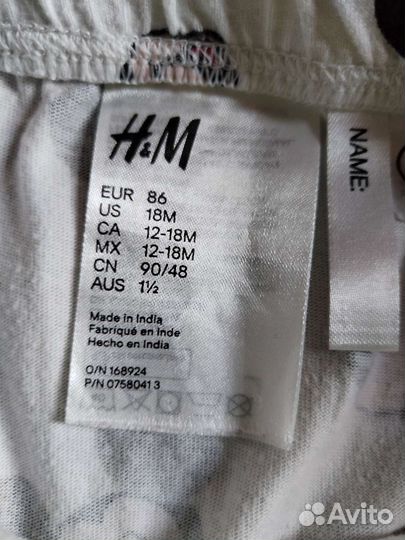 H&M
EUR 86
US 18M
CA 12-18M
MX 12-18M
CN 90/48
AUS 1½
Made in India
Fabriqué en Inde
Hecho en India
O/N 168924
P/N 0758041 3
NAME:
Avito